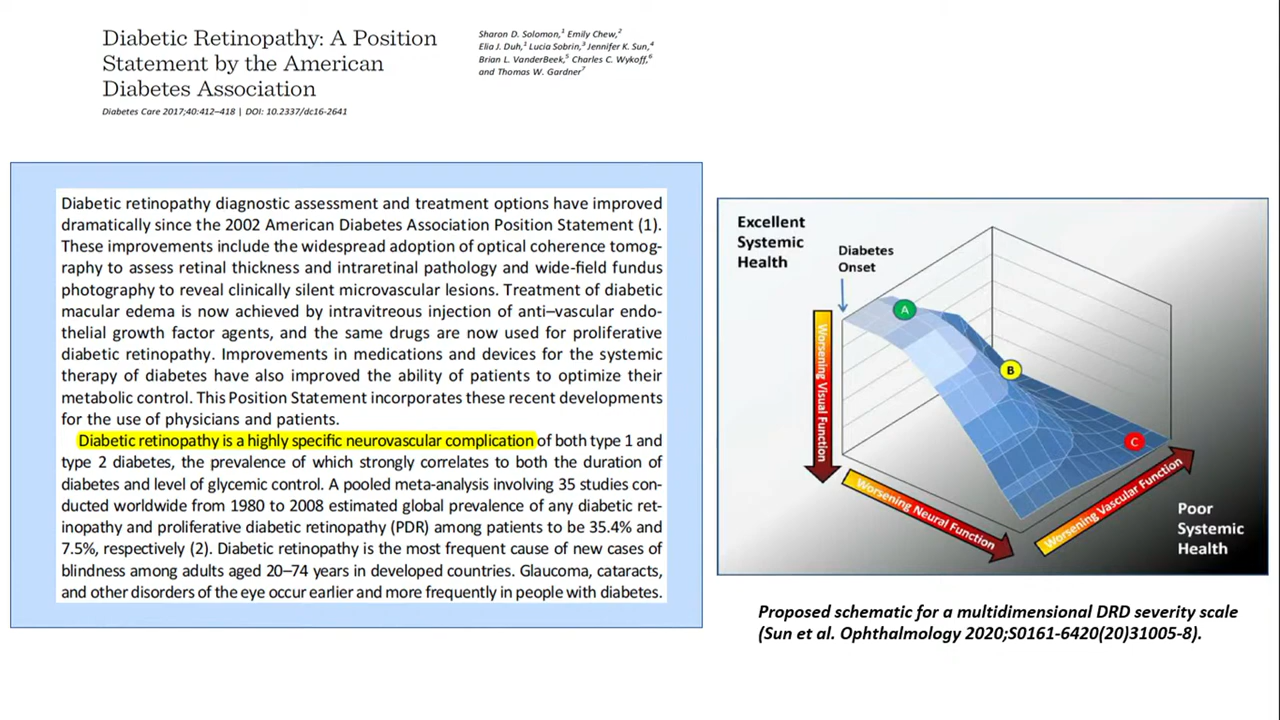 Diabetic Retinopathy: A Position
Statement by the American
Diabetes Association
Diabetes Care 2017;40:412–418 | DOI: 10.2337/dc16-2641
Sharon D. Solomon,1 Emily Chew,2
Elia J. Duh,1 Lucia Sobrin,3 Jennifer K. Sun,4
Brian L. VanderBeek,5 Charles C. Wykoff,6
and Thomas W. Gardner7
Diabetic retinopathy diagnostic assessment and treatment options have improved
dramatically since the 2002 American Diabetes Association Position Statement (1).
These improvements include the widespread adoption of optical coherence tomog-
raphy to assess retinal thickness and intraretinal pathology and wide-field fundus
photography to reveal clinically silent microvascular lesions. Treatment of diabetic
macular edema is now achieved by intravitreous injection of anti–vascular endo-
thelial growth factor agents, and the same drugs are now used for proliferative
diabetic retinopathy. Improvements in medications and devices for the systemic
therapy of diabetes have also improved the ability of patients to optimize their
metabolic control. This Position Statement incorporates these recent developments
for the use of physicians and patients.
Diabetic retinopathy is a highly specific neurovascular complication of both type 1 and
type 2 diabetes, the prevalence of which strongly correlates to both the duration of
diabetes and level of glycemic control. A pooled meta-analysis involving 35 studies con-
ducted worldwide from 1980 to 2008 estimated global prevalence of any diabetic ret-
inopathy and proliferative diabetic retinopathy (PDR) among patients to be 35.4% and
7.5%, respectively (2). Diabetic retinopathy is the most frequent cause of new cases of
blindness among adults aged 20–74 years in developed countries. Glaucoma, cataracts,
and other disorders of the eye occur earlier and more frequently in people with diabetes.
Excellent
Systemic
Health
Diabetes
Onset
A
B
C
Worsening Visual Function
Worsening Neural Function
Worsening Vascular Function
Poor
Systemic
Health
Proposed schematic for a multidimensional DRD severity scale
(Sun et al. Ophthalmology 2020;S0161-6420(20)31005-8).